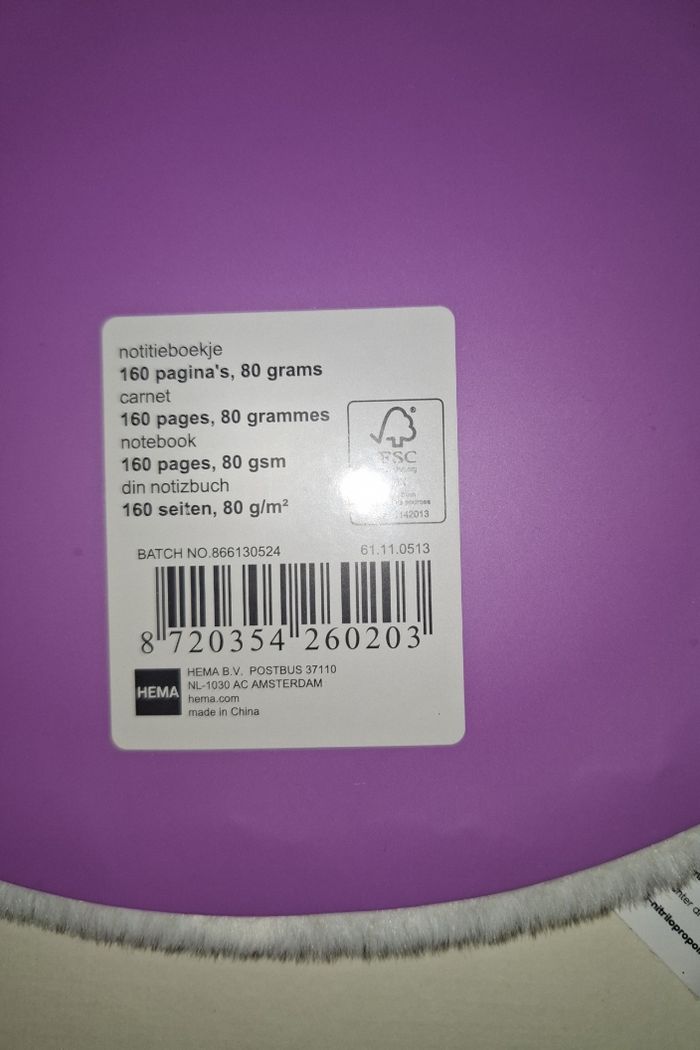 notitieboekje
160 pagina's, 80 grams
carnet
160 pages, 80 grammes
notebook
160 pages, 80 gsm
din notizbuch
160 seiten, 80 g/m²
®
FSC
142013
BATCH NO.866130524 61.11.0513
8 720354 260203
HEMA
HEMA B.V. POSTBUS 37110
NL-1030 AC AMSTERDAM
hema.com
made in China